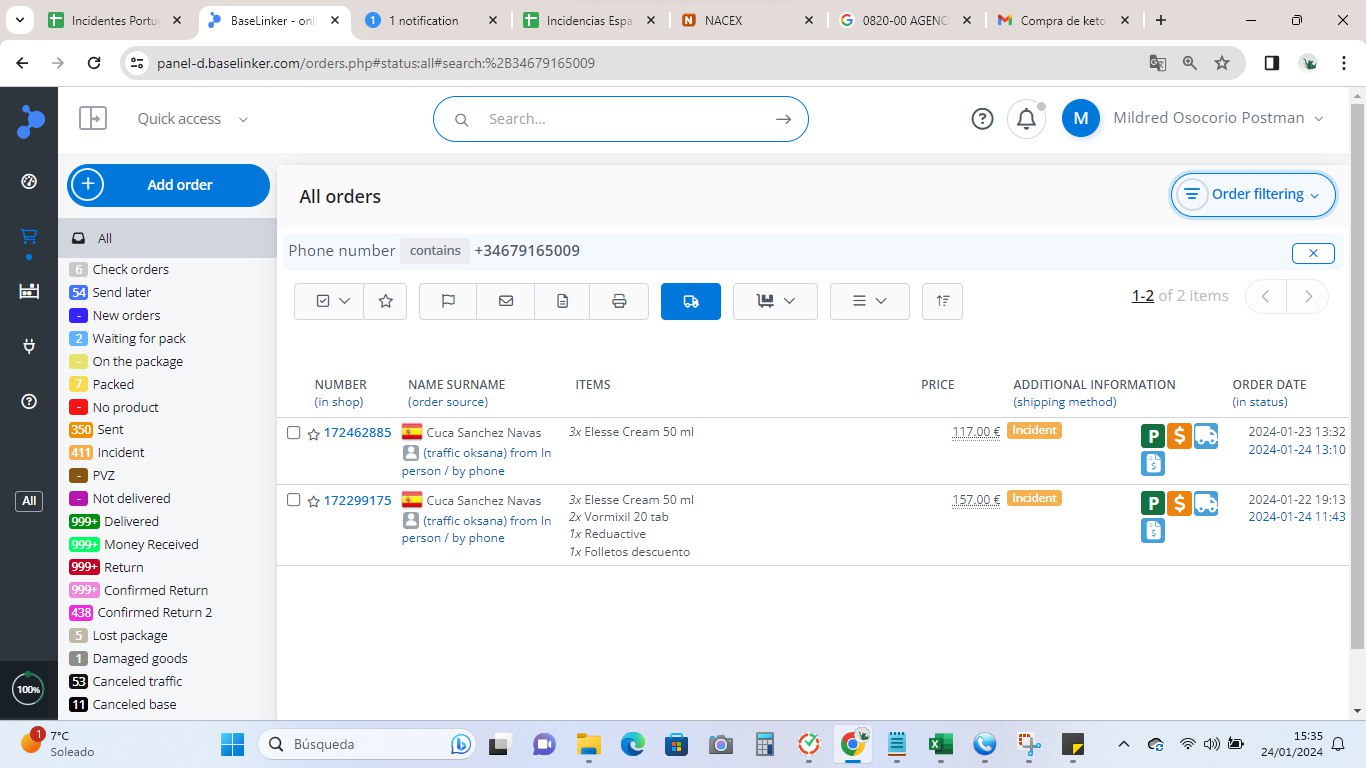 Incidentes Portu
BaseLinker - onli
1 notification
Incidencias Espa
NACEX
0820-00 AGENC
Compra de keto
panel-d.baselinker.com/orders.php#status:all#search:%2B34679165009
Quick access
Search...
M
Mildred Osocorio Postman
Add order
All orders
Order filtering
All
Phone number contains +34679165009
6 Check orders
54 Send later
- New orders
2 Waiting for pack
- On the package
7 Packed
- No product
350 Sent
411 Incident
- PVZ
- Not delivered
999+ Delivered
999+ Money Received
999+ Return
999+ Confirmed Return
438 Confirmed Return 2
5 Lost package
1 Damaged goods
53 Canceled traffic
11 Canceled base
All
100%
1-2 of 2 items
NUMBER
(in shop)
NAME SURNAME
(order source)
ITEMS
PRICE
ADDITIONAL INFORMATION
(shipping method)
ORDER DATE
(in status)
172462885
Cuca Sanchez Navas
(traffic oksana) from In
person / by phone
3x Elesse Cream 50 ml
117.00 €
Incident
P $
2024-01-23 13:32
2024-01-24 13:10
172299175
Cuca Sanchez Navas
(traffic oksana) from In
person / by phone
3x Elesse Cream 50 ml
2x Vormixil 20 tab
1x Reduactive
1x Folletos descuento
157.00 €
Incident
P $
2024-01-22 19:13
2024-01-24 11:43
1
7°C
Soleado
Búsqueda
15:35
24/01/2024